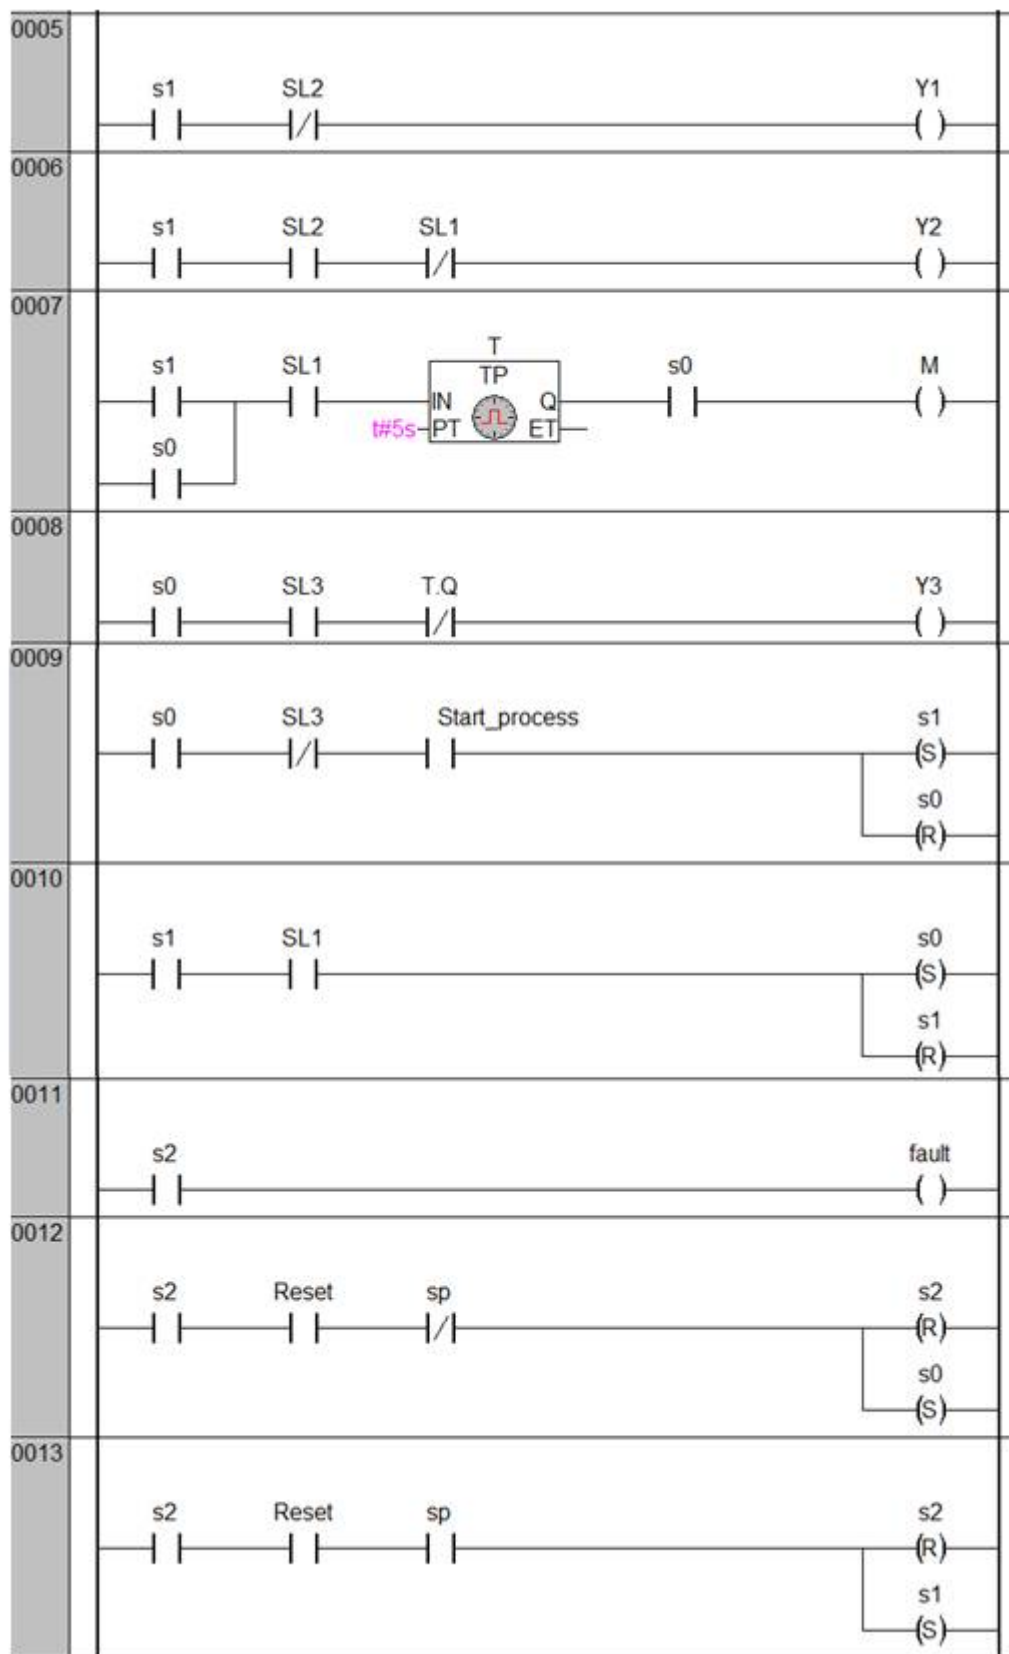 0005
s1 SL2 Y1
( )
0006
s1 SL2 SL1 Y2
( )
0007
T
s1 SL1 TP s0 M
IN Q ( )
t#5s PT ET
s0
0008
s0 SL3 T.Q Y3
( )
0009
s0 SL3 Start_process s1
(S)
s0
(R)
0010
s1 SL1 s0
(S)
s1
(R)
0011
s2 fault
( )
0012
s2 Reset sp s2
(R)
s0
(S)
0013
s2 Reset sp s2
(R)
s1
(S)